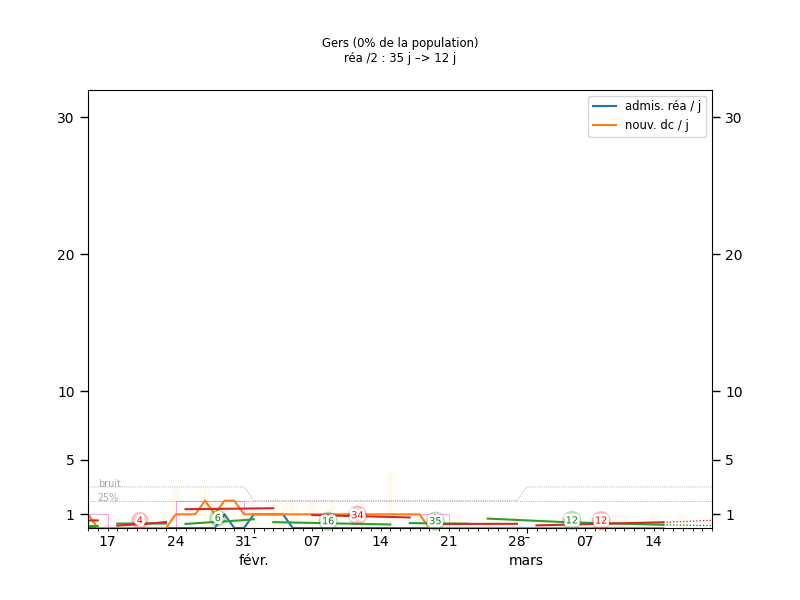 Gers (0% de la population)
réa /2 : 35 j –> 12 j
admis. réa / j
nouv. dc / j
30 30
20 20
10 10
5 5
1 1
bruit
25%
4 6 16 34 35 12 12
17 24 31 07 14 21 28 07 14
févr. mars